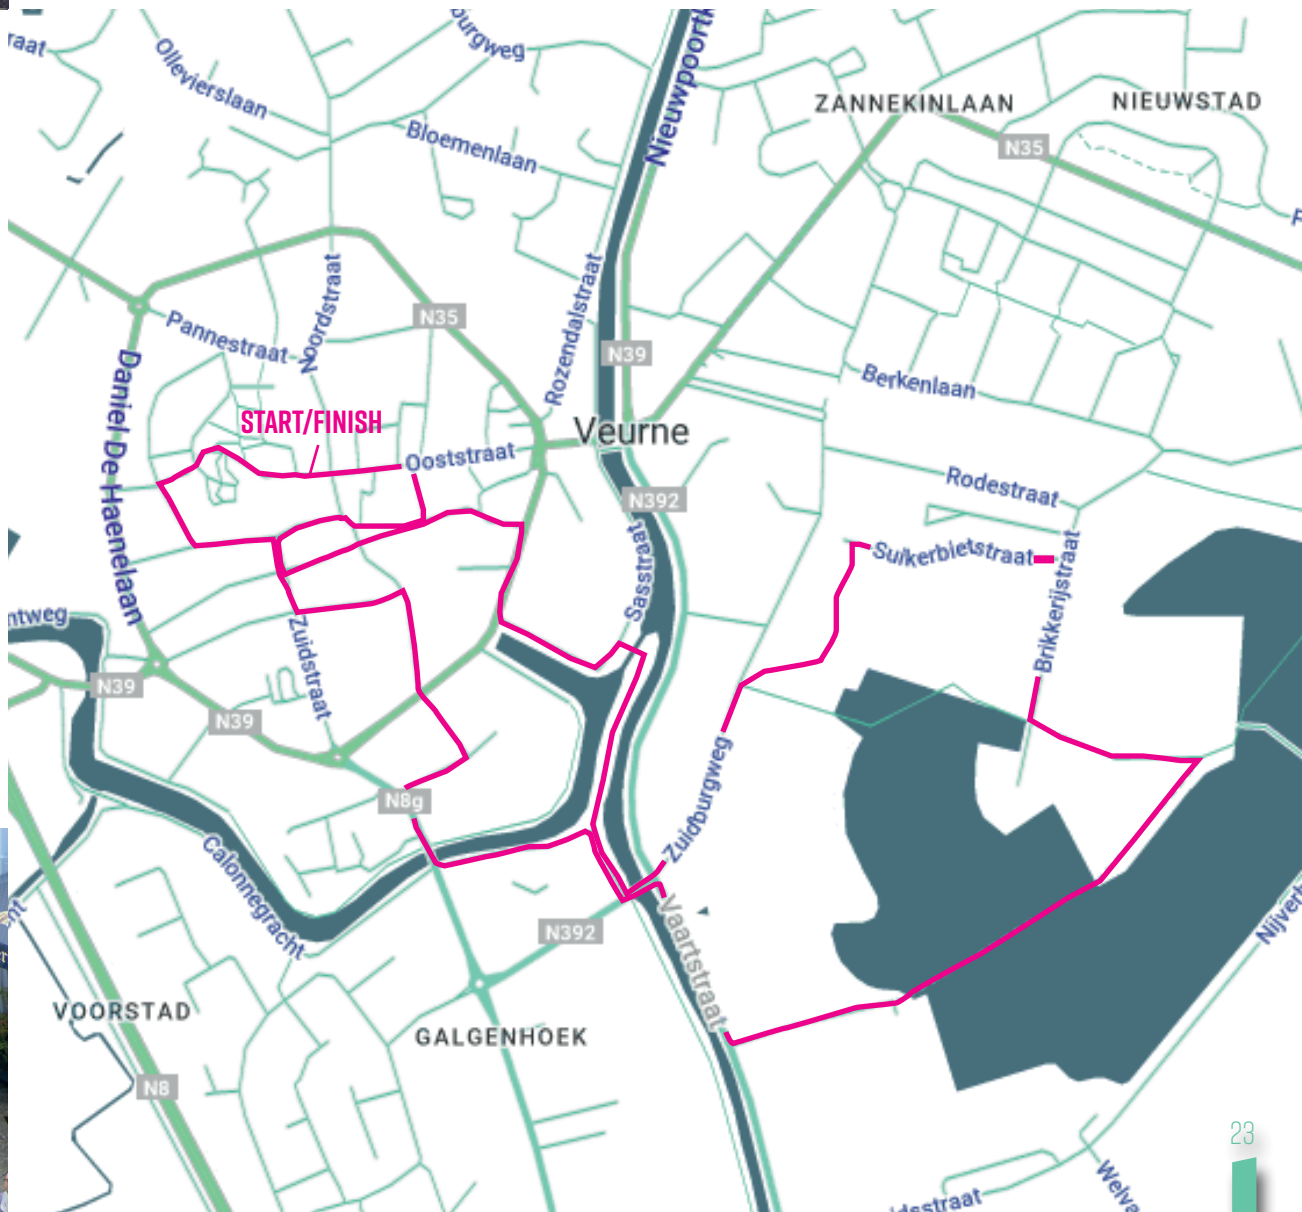 Ollevierslaan
Bloemenlaan
Nieuwpoort
ZANNEKINLAAN
NIEUWSTAD
N35
Noordstraat
Pannestraat
N35
Rozendalstraat
N39
Daniel De Haenelaan
Berkenlaan
START/FINISH
Veurne
Ooststraat
Rodestraat
N392
Suikerbietstraat
Sasstraat
Brikkerijstraat
Zuidstraat
N39
N39
Zuidburgweg
N8g
Calonnegracht
N392
Vaartstraat
VOORSTAD
GALGENHOEK
N8
23